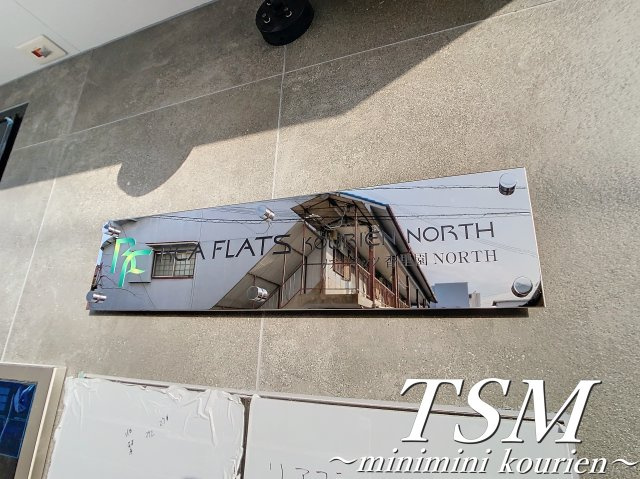 FLATS KOURIEN NORTH
香里園 NORTH
TSM
~minimini kourien~